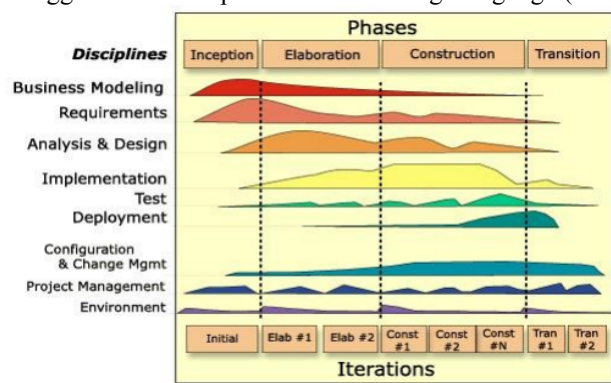 Phases
Disciplines
Inception
Elaboration
Construction
Transition
Business Modeling
Requirements
Analysis & Design
Implementation
Test
Deployment
Configuration
& Change Mgmt
Project Management
Environment
Initial
Elab #1
Elab #2
Const
#1
Const
#2
Const
#N
Tran
#1
Tran
#2
Iterations